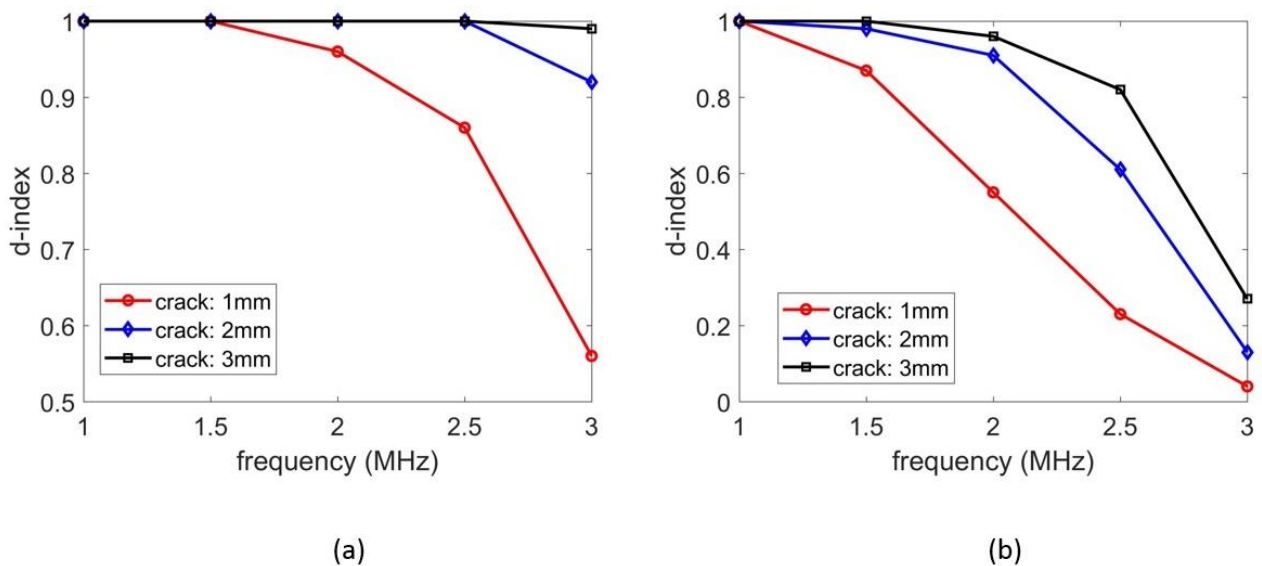 1
0.9
0.8
0.7
0.6
0.5
d-index
crack: 1mm
crack: 2mm
crack: 3mm
1 1.5 2 2.5 3
frequency (MHz)
(a)
1
0.8
0.6
0.4
0.2
0
d-index
crack: 1mm
crack: 2mm
crack: 3mm
1 1.5 2 2.5 3
frequency (MHz)
(b)